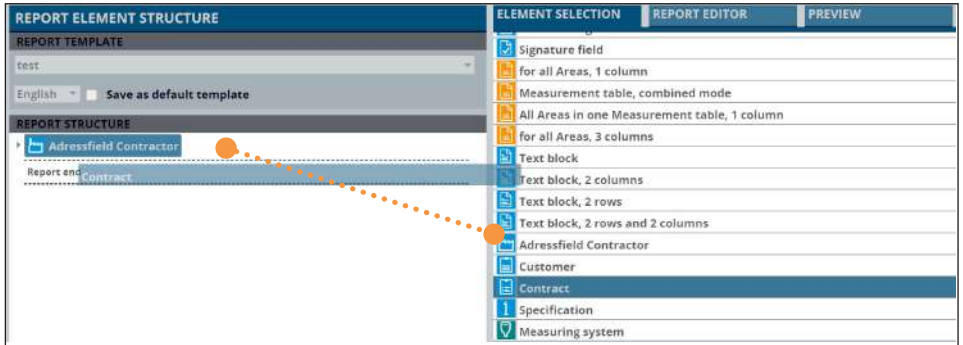 REPORT ELEMENT STRUCTURE
REPORT TEMPLATE
test
English
Save as default template
REPORT STRUCTURE
Adressfield Contractor
Report end
Contract
ELEMENT SELECTION
REPORT EDITOR
PREVIEW
Signature field
for all Areas, 1 column
Measurement table, combined mode
All Areas in one Measurement table, 1 column
for all Areas, 3 columns
Text block
Text block, 2 columns
Text block, 2 rows
Text block, 2 rows and 2 columns
Adressfield Contractor
Customer
Contract
Specification
Measuring system